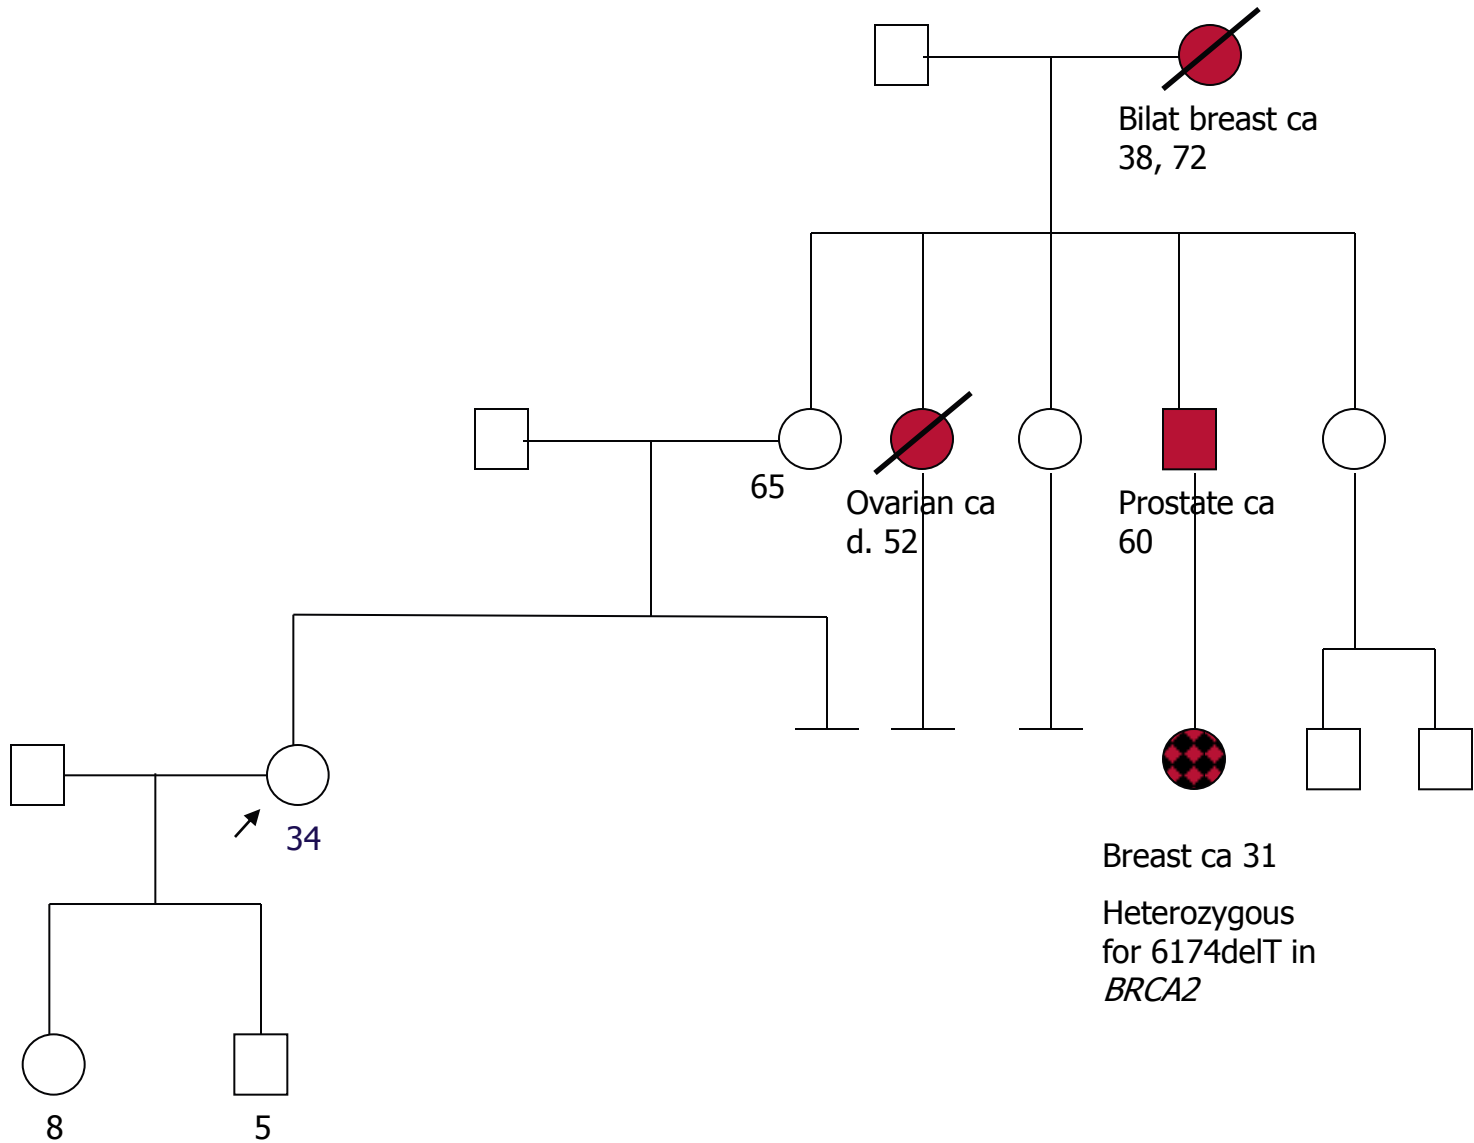 Bilat breast ca
38, 72
65
Ovarian ca
d. 52
Prostate ca
60
34
Breast ca 31
Heterozygous
for 6174delT in
BRCA2
8
5